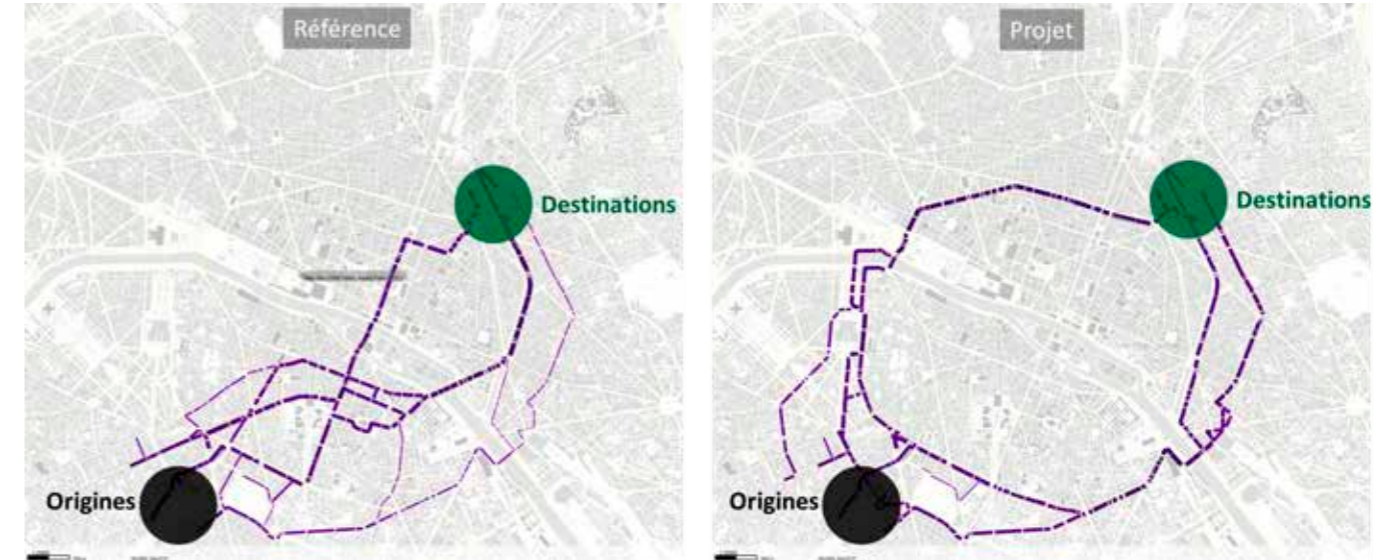 Référence
Destinations
Origines
Projet
Destinations
Origines